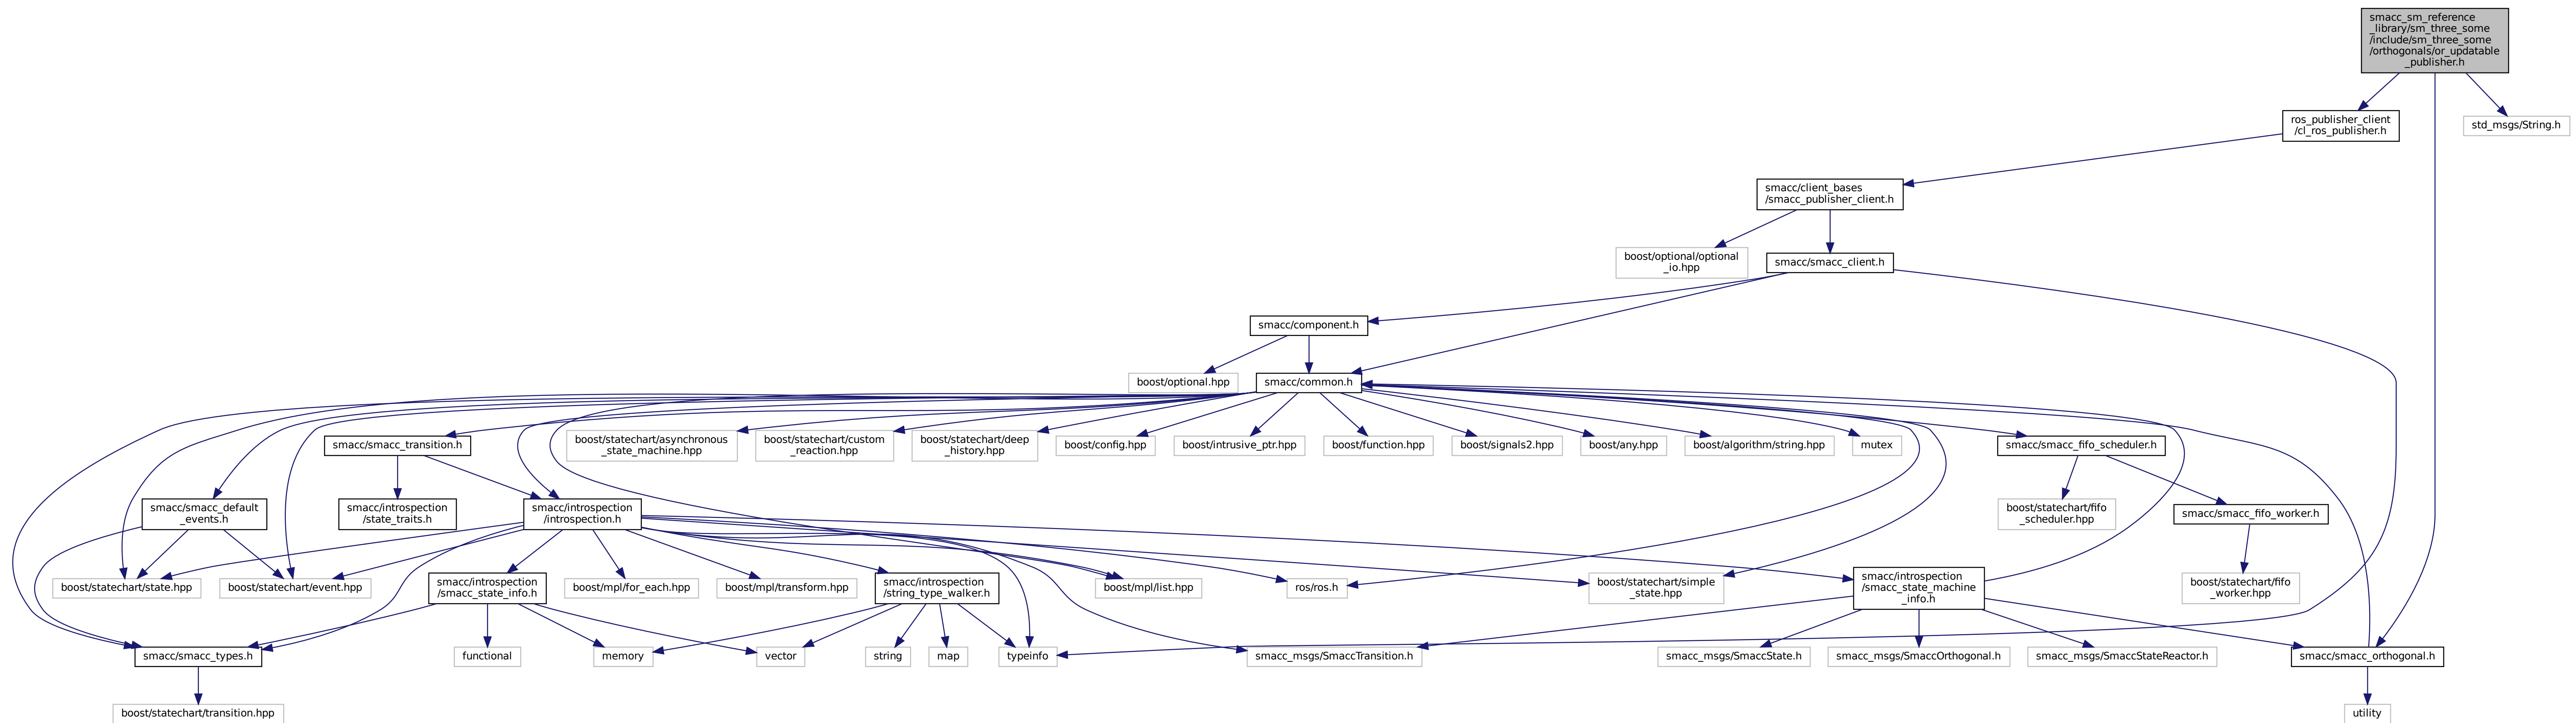 smacc_sm_reference
_library/sm_three_some
/include/sm_three_some
/orthogonals/or_updatable
_publisher.h
ros_publisher_client
/cl_ros_publisher.h
std_msgs/String.h
smacc/client_bases
/smacc_publisher_client.h
boost/optional/optional
_io.hpp
smacc/smacc_client.h
smacc/component.h
boost/optional.hpp
smacc/common.h
smacc/smacc_transition.h
boost/statechart/asynchronous
_state_machine.hpp
boost/statechart/custom
_reaction.hpp
boost/statechart/deep
_history.hpp
boost/config.hpp
boost/intrusive_ptr.hpp
boost/function.hpp
boost/signals2.hpp
boost/any.hpp
boost/algorithm/string.hpp
mutex
smacc/smacc_fifo_scheduler.h
smacc/smacc_default
_events.h
smacc/introspection
/state_traits.h
smacc/introspection
/introspection.h
boost/statechart/fifo
_scheduler.hpp
smacc/smacc_fifo_worker.h
boost/statechart/state.hpp
boost/statechart/event.hpp
smacc/introspection
/smacc_state_info.h
boost/mpl/for_each.hpp
boost/mpl/transform.hpp
smacc/introspection
/string_type_walker.h
boost/mpl/list.hpp
ros/ros.h
boost/statechart/simple
_state.hpp
smacc/introspection
/smacc_state_machine
_info.h
boost/statechart/fifo
_worker.hpp
smacc/smacc_types.h
functional
memory
vector
string
map
typeinfo
smacc_msgs/SmaccTransition.h
smacc_msgs/SmaccState.h
smacc_msgs/SmaccOrthogonal.h
smacc_msgs/SmaccStateReactor.h
smacc/smacc_orthogonal.h
boost/statechart/transition.hpp
utility